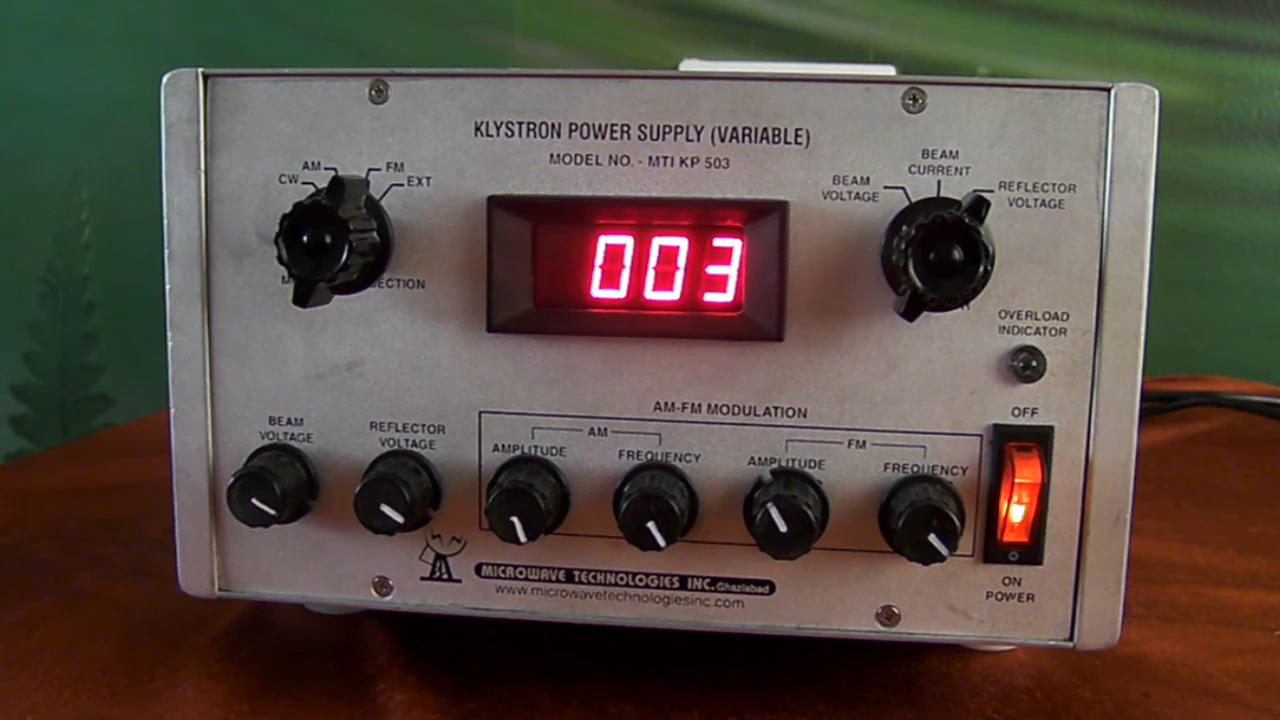 KLYSTRON POWER SUPPLY (VARIABLE)
MODEL NO. - MTI KP 503
CW
AM
FM
EXT
003
BEAM
VOLTAGE
BEAM
CURRENT
REFLECTOR
VOLTAGE
OVERLOAD
INDICATOR
BEAM
VOLTAGE
REFLECTOR
VOLTAGE
AM-FM MODULATION
AM
AMPLITUDE
FREQUENCY
FM
AMPLITUDE
FREQUENCY
OFF
ON
POWER
MICROWAVE TECHNOLOGIES INC. Ghaziabad
www.microwavetechnologiesinc.com